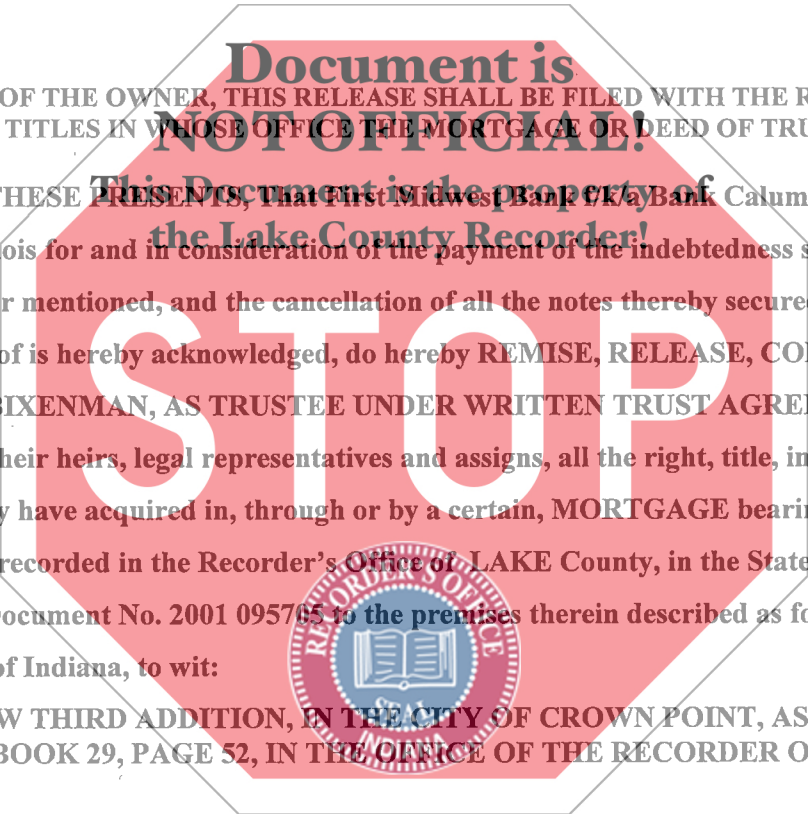 Document is
OF THE OWNER, THIS RELEASE SHALL BE FILED WITH THE R
NOT OFFICIAL!
TITLES IN WHOSE OFFICE THE MORTGAGE OR DEED OF TRU
This Document is the property of
THESE PRESENTS, That First Midwest Bank f/k/a Bank Calum
the Lake County Recorder!
ois for and in consideration of the payment of the indebtedness s
r mentioned, and the cancellation of all the notes thereby secure
of is hereby acknowledged, do hereby REMISE, RELEASE, CO
STOP
BIXENMAN, AS TRUSTEE UNDER WRITTEN TRUST AGREE
heir heirs, legal representatives and assigns, all the right, title, in
y have acquired in, through or by a certain, MORTGAGE bearin
recorded in the Recorder's Office of LAKE County, in the State
ocument No. 2001 095705 to the premises therein described as fo
of Indiana, to wit:
W THIRD ADDITION, IN THE CITY OF CROWN POINT, AS
BOOK 29, PAGE 52, IN THE OFFICE OF THE RECORDER O
RECORDER'S OFFICE
SEAL
INDIANA